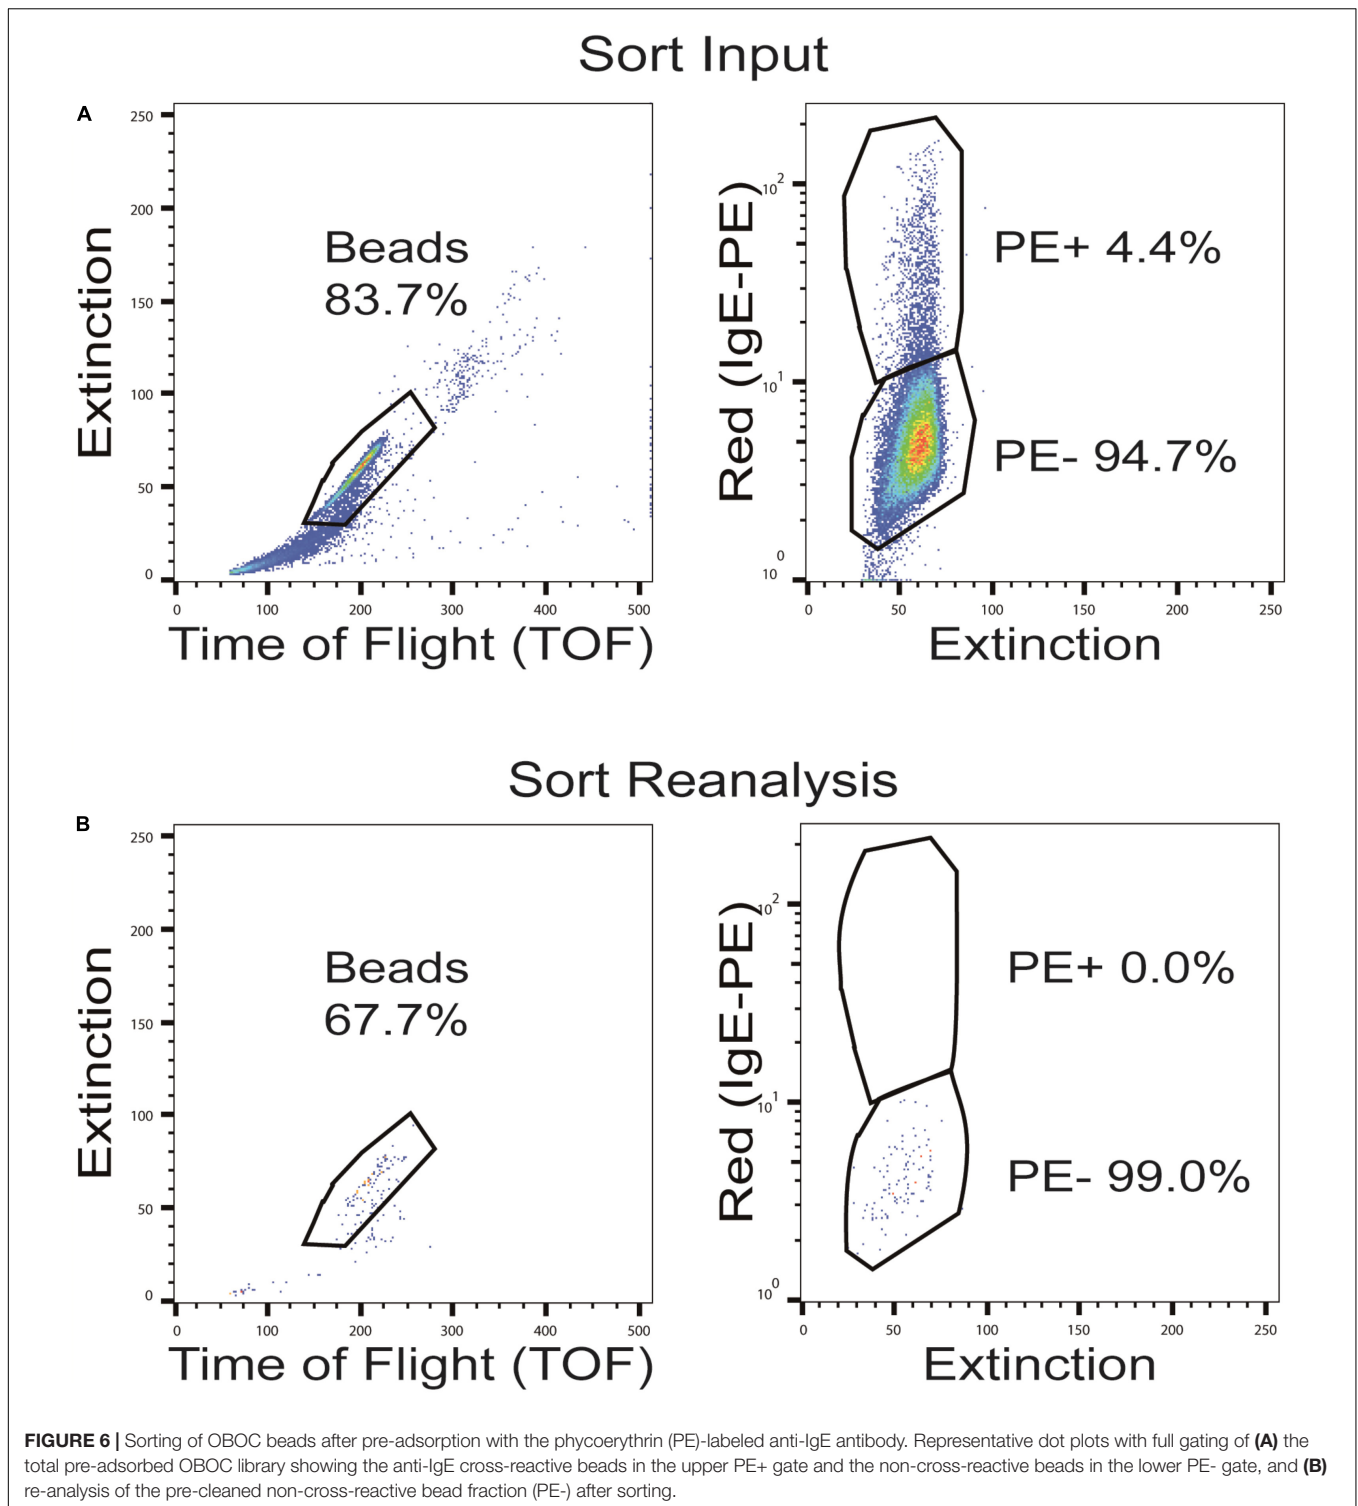 Sort Input
A
250
200
150
100
50
0
Extinction
Beads
83.7%
0 100 200 300 400 500
Time of Flight (TOF)
Red (IgE-PE)
10^2
10^1
0
10
PE+ 4.4%
PE- 94.7%
0 50 100 150 200 250
Extinction
Sort Reanalysis
B
250
200
150
100
50
0
Extinction
Beads
67.7%
0 100 200 300 400 500
Time of Flight (TOF)
Red (IgE-PE)
10^2
10^1
10^0
PE+ 0.0%
PE- 99.0%
0 50 100 150 200 250
Extinction
FIGURE 6 | Sorting of OBOC beads after pre-adsorption with the phycoerythrin (PE)-labeled anti-IgE antibody. Representative dot plots with full gating of (A) the
total pre-adsorbed OBOC library showing the anti-IgE cross-reactive beads in the upper PE+ gate and the non-cross-reactive beads in the lower PE- gate, and (B)
re-analysis of the pre-cleaned non-cross-reactive bead fraction (PE-) after sorting.